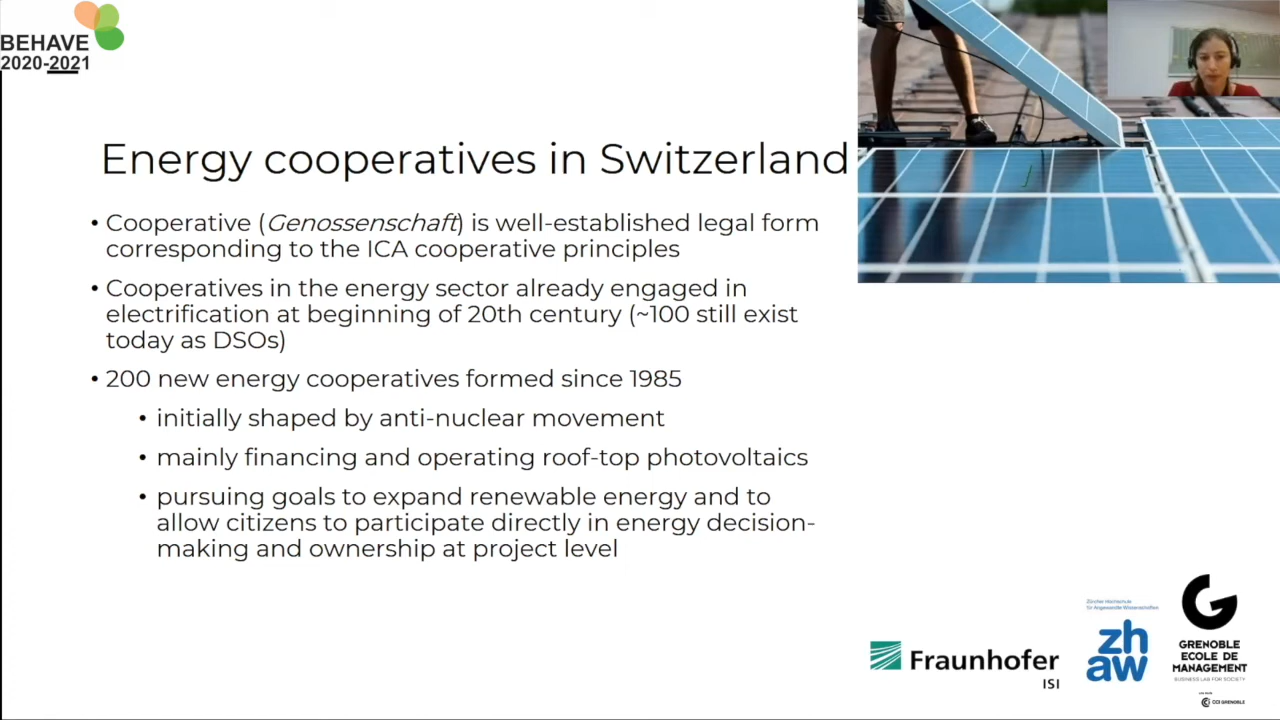 BEHAVE
2020-2021
Energy cooperatives in Switzerland
• Cooperative (Genossenschaft) is well-established legal form
corresponding to the ICA cooperative principles
• Cooperatives in the energy sector already engaged in
electrification at beginning of 20th century (~100 still exist
today as DSOs)
• 200 new energy cooperatives formed since 1985
• initially shaped by anti-nuclear movement
• mainly financing and operating roof-top photovoltaics
• pursuing goals to expand renewable energy and to
allow citizens to participate directly in energy decision-
making and ownership at project level
Fraunhofer
ISI
Zürcher Hochschule
für Angewandte Wissenschaften
zh
aw
GRENOBLE
ECOLE DE
MANAGEMENT
BUSINESS LAB FOR SOCIETY
CCI GRENOBLE